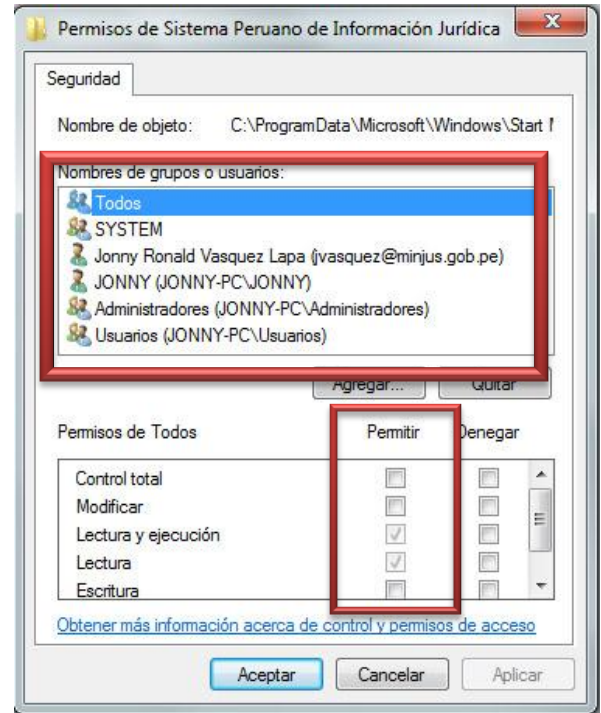 Permisos de Sistema Peruano de Información Jurídica
Seguridad
Nombre de objeto: C:\ProgramData\Microsoft\Windows\Start
Nombres de grupos o usuarios:
Todos
SYSTEM
Jonny Ronald Vasquez Lapa (jvasquez@minjus.gob.pe)
JONNY (JONNY-PC\JONNY)
Administradores (JONNY-PC\Administradores)
Usuarios (JONNY-PC\Usuarios)
Agregar... Quitar
Permisos de Todos Permitir Denegar
Control total
Modificar
Lectura y ejecución
Lectura
Escritura
Obtener más información acerca de control y permisos de acceso
Aceptar Cancelar Aplicar